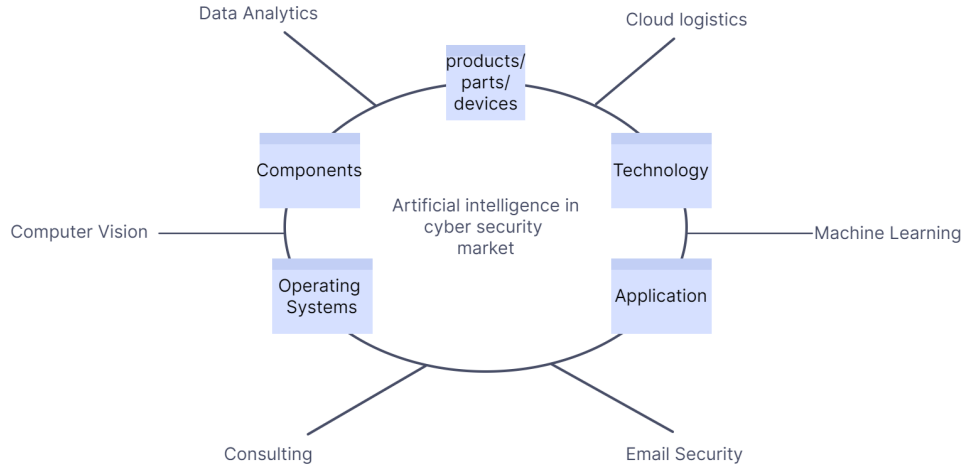 Data Analytics
Cloud logistics
products/
parts/
devices
Components
Technology
Artificial intelligence in
cyber security
market
Computer Vision
Machine Learning
Operating
Systems
Application
Consulting
Email Security